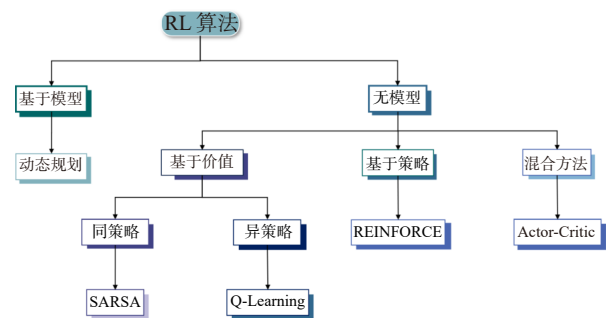 RL 算法
基于模型
无模型
动态规划
基于价值
基于策略
混合方法
同策略
异策略
REINFORCE
Actor-Critic
SARSA
Q-Learning